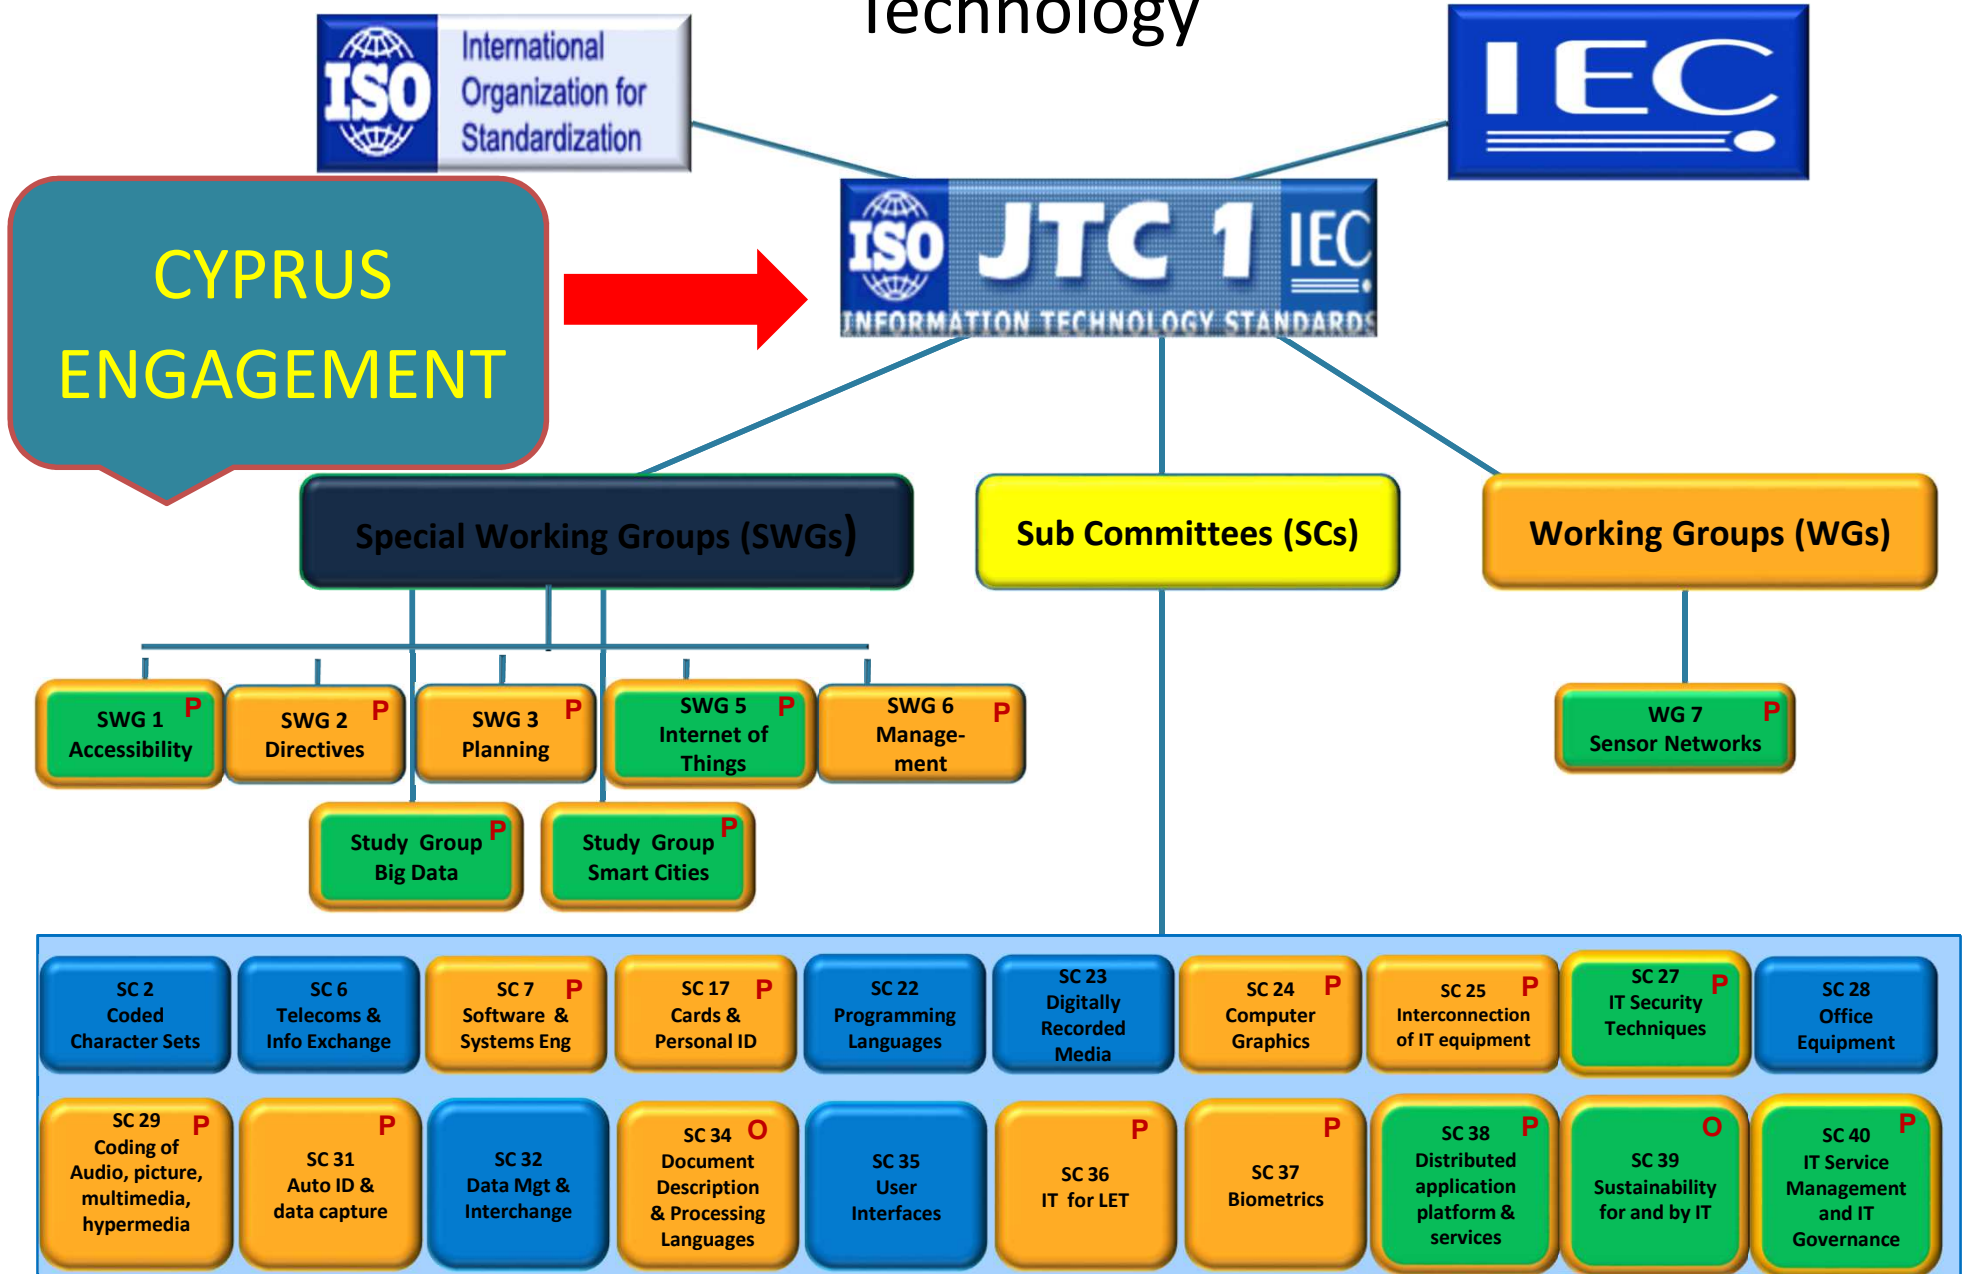 Technology
ISO
International
Organization for
Standardization
IEC
CYPRUS
ENGAGEMENT
ISO JTC 1 IEC
INFORMATION TECHNOLOGY STANDARDS
Special Working Groups (SWGs)
Sub Committees (SCs)
Working Groups (WGs)
SWG 1 P
Accessibility
SWG 2 P
Directives
SWG 3 P
Planning
SWG 5 P
Internet of
Things
SWG 6 P
Manage-
ment
WG 7 P
Sensor Networks
Study Group P
Big Data
Study Group P
Smart Cities
SC 2
Coded
Character Sets
SC 6
Telecoms &
Info Exchange
SC 7 P
Software &
Systems Eng
SC 17 P
Cards &
Personal ID
SC 22
Programming
Languages
SC 23
Digitally
Recorded
Media
SC 24 P
Computer
Graphics
SC 25 P
Interconnection
of IT equipment
SC 27 P
IT Security
Techniques
SC 28
Office
Equipment
SC 29 P
Coding of
Audio, picture,
multimedia,
hypermedia
P
SC 31
Auto ID &
data capture
SC 32
Data Mgt &
Interchange
SC 34 O
Document
Description
& Processing
Languages
SC 35
User
Interfaces
P
SC 36
IT for LET
P
SC 37
Biometrics
SC 38 P
Distributed
application
platform &
services
O
SC 39
Sustainability
for and by IT
P
SC 40
IT Service
Management
and IT
Governance